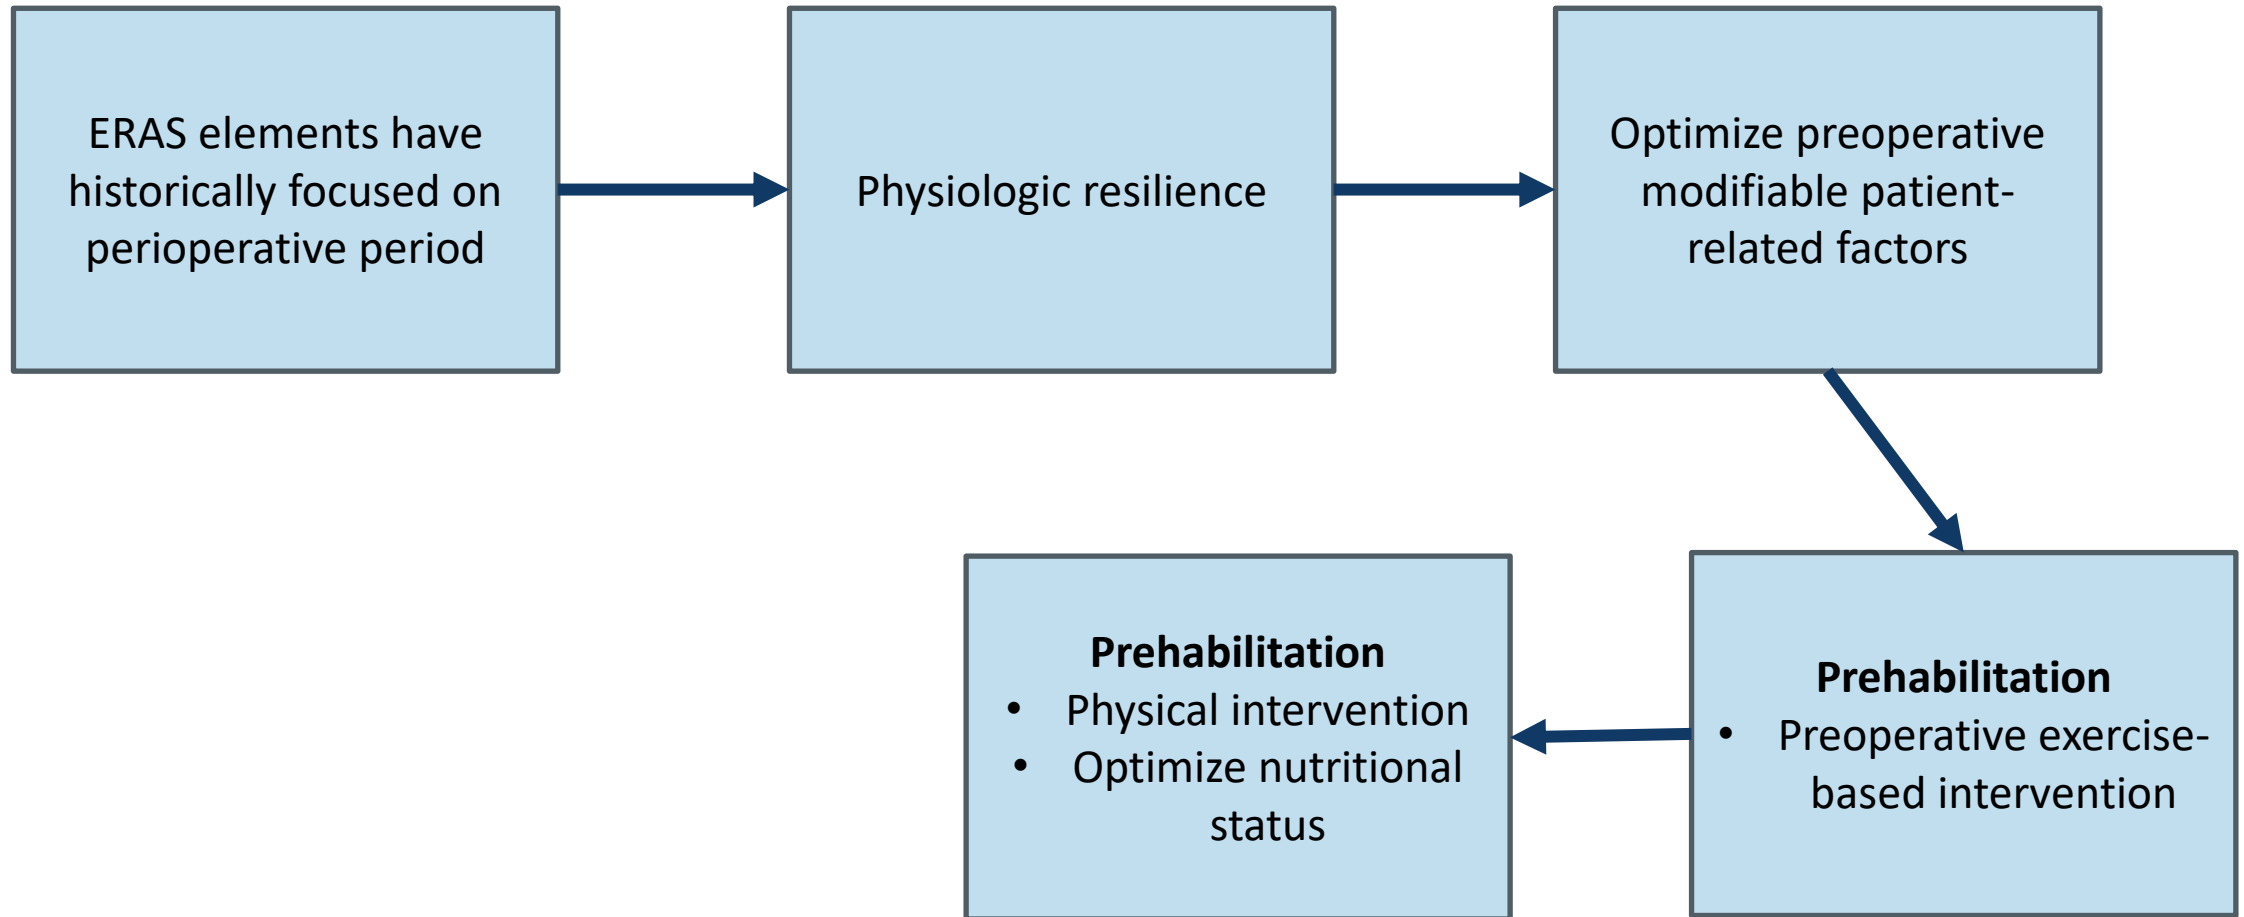 ERAS elements have
historically focused on
perioperative period
Physiologic resilience
Optimize preoperative
modifiable patient-
related factors
Prehabilitation
• Preoperative exercise-
based intervention
Prehabilitation
• Physical intervention
• Optimize nutritional
status